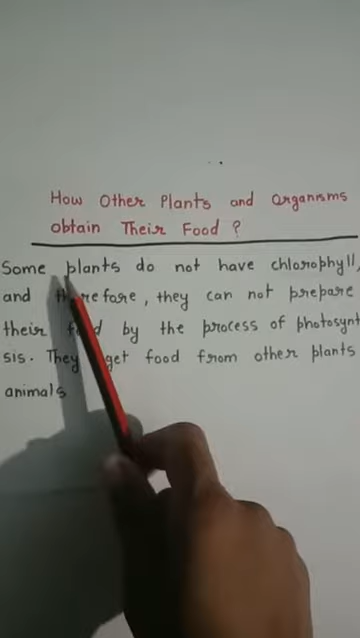 How Other Plants and Organisms
obtain Their Food ?
Some plants do not have chlorophyll,
and therefore, they can not prepare
their food by the process of photosynt
sis. They get food from other plants
animals